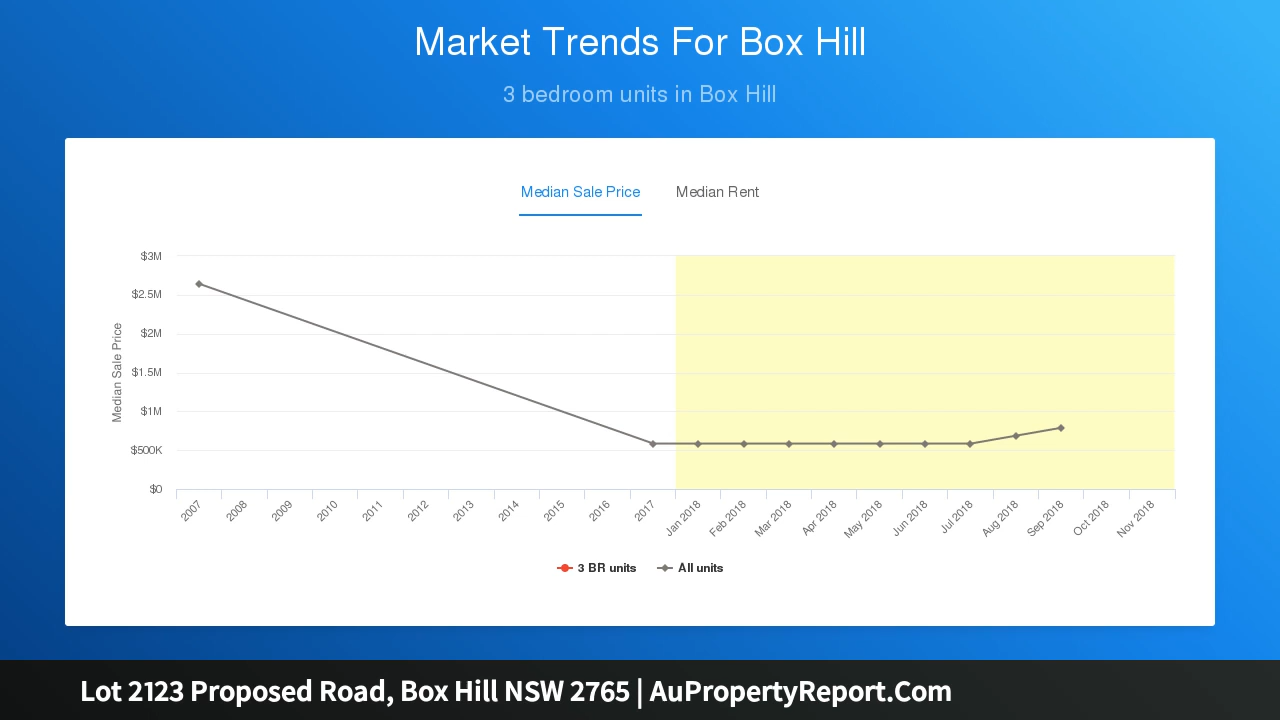 Market Trends For Box Hill
3 bedroom units in Box Hill
Median Sale Price Median Rent
Median Sale Price
$3M
$2.5M
$2M
$1.5M
$1M
$500K
$0
2007 2008 2009 2010 2011 2012 2013 2014 2015 2016 2017 Jan 2018 Feb 2018 Mar 2018 Apr 2018 May 2018 Jun 2018 Jul 2018 Aug 2018 Sep 2018 Oct 2018 Nov 2018
3 BR units All units
Lot 2123 Proposed Road, Box Hill NSW 2765 | AuPropertyReport.Com